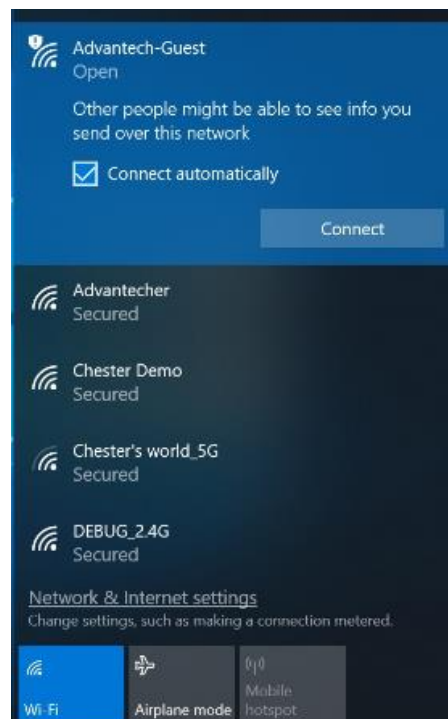 Advantech-Guest
Open
Other people might be able to see info you
send over this network
Connect automatically
Connect
Advantecher
Secured
Chester Demo
Secured
Chester's world_5G
Secured
DEBUG_2.4G
Secured
Network & Internet settings
Change settings, such as making a connection metered.
Wi-Fi
Airplane mode
Mobile
hotspot